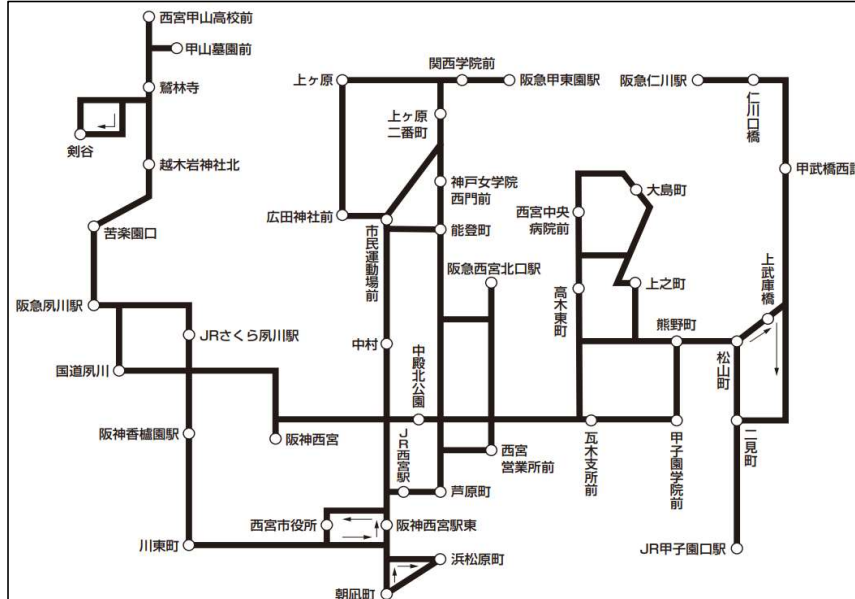 西宮甲山高校前
甲山墓園前
鷲林寺
剣谷
越木岩神社北
苦楽園口
阪急夙川駅
JRさくら夙川駅
国道夙川
阪神香櫨園駅
阪神西宮
川東町
上ヶ原
関西学院前
阪急甲東園駅
上ヶ原
二番町
神戸女学院
西門前
広田神社前
市民運動場前
能登町
阪急西宮北口駅
中村
中殿北公園
JR西宮駅
芦原町
西宮
営業所前
西宮市役所
阪神西宮駅東
浜松原町
朝凪町
阪急仁川駅
仁川口橋
甲武橋西詰
大島町
西宮中央
病院前
上之町
高木東町
上武庫橋
熊野町
松山町
瓦木支所前
甲子園学院前
二見町
JR甲子園口駅